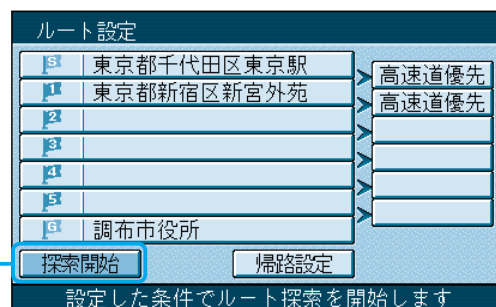 ルート設定
S 東京都千代田区東京駅 高速道優先
1 東京都新宿区新宮外苑 高速道優先
2
3
4
5
G 調布市役所
探索開始 帰路設定
設定した条件でルート探索を開始します